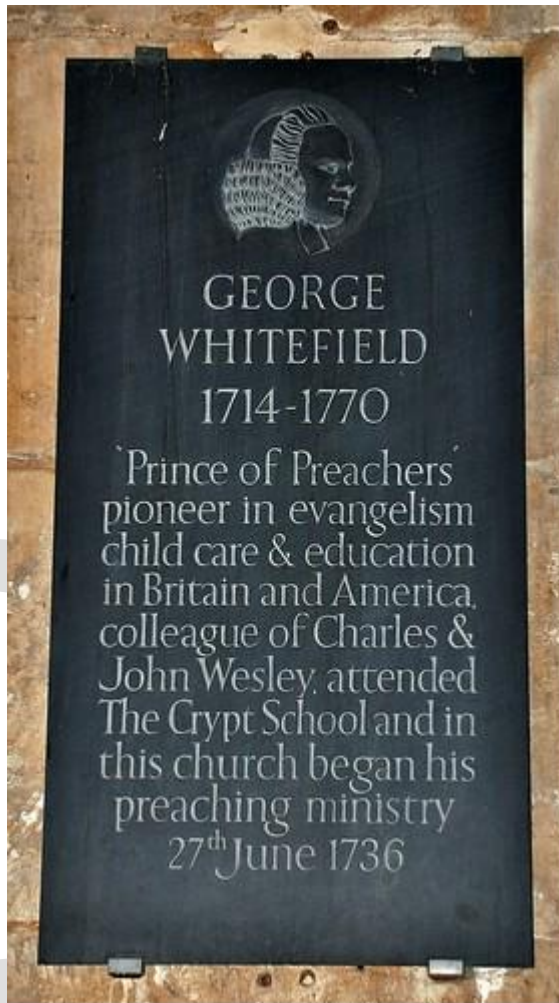 GEORGE
WHITEFIELD
1714-1770
‘Prince of Preachers’
pioneer in evangelism
child care & education
in Britain and America,
colleague of Charles &
John Wesley, attended
The Crypt School and in
this church began his
preaching ministry
27th June 1736